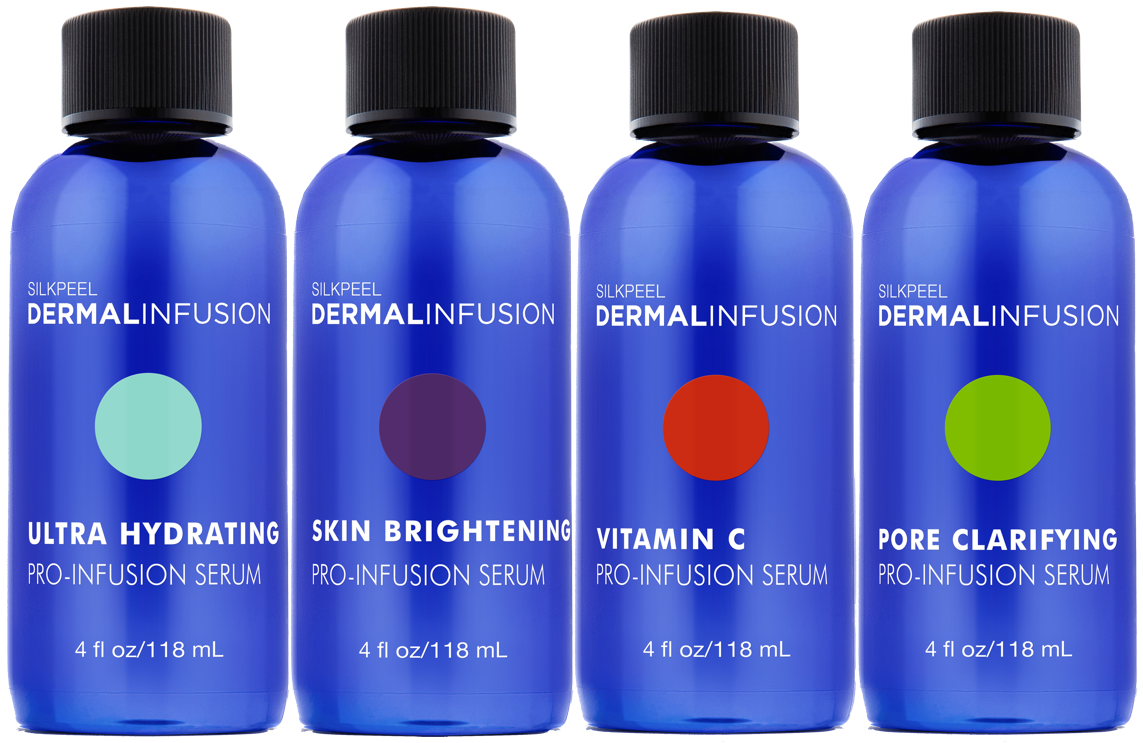 SILKPEEL
DERMALINFUSION
ULTRA HYDRATING
PRO-INFUSION SERUM
4 fl oz/118 mL
SILKPEEL
DERMALINFUSION
SKIN BRIGHTENING
PRO-INFUSION SERUM
4 fl oz/118 mL
SILKPEEL
DERMALINFUSION
VITAMIN C
PRO-INFUSION SERUM
4 fl oz/118 mL
SILKPEEL
DERMALINFUSION
PORE CLARIFYING
PRO-INFUSION SERUM
4 fl oz/118 mL